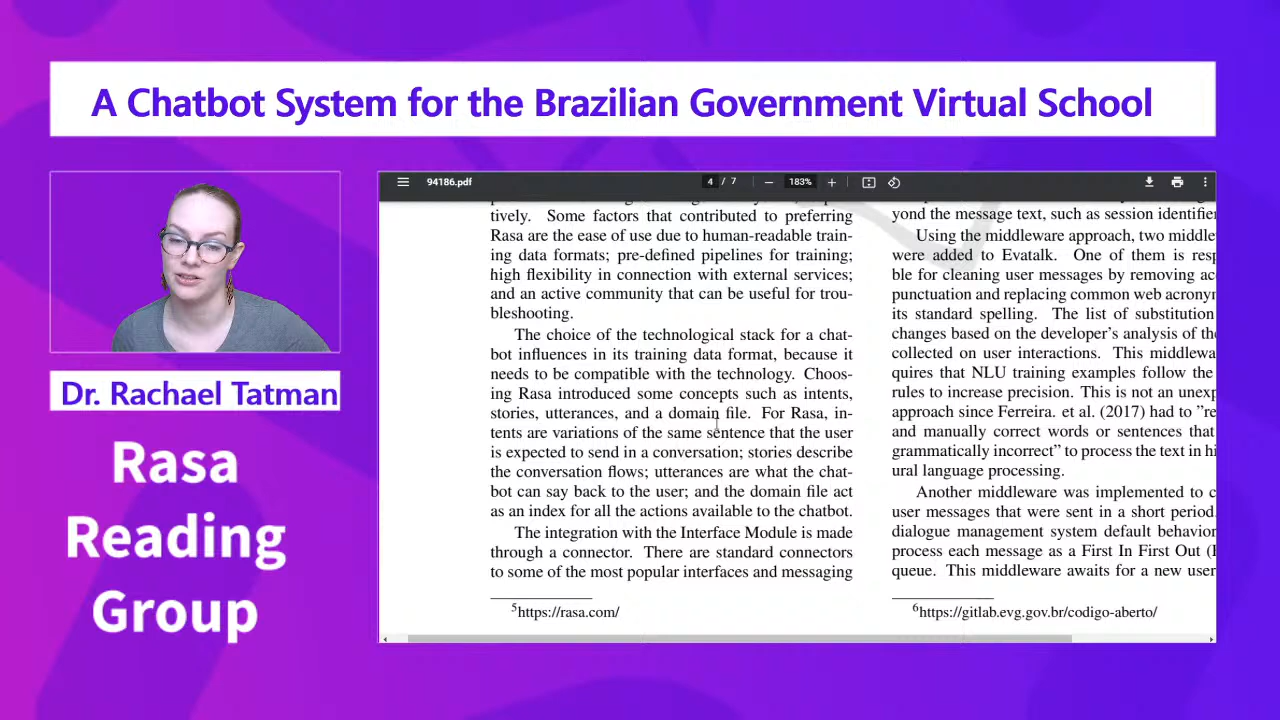 A Chatbot System for the Brazilian Government Virtual School
94186.pdf
4 / 7
183%
tively. Some factors that contributed to preferring
Rasa are the ease of use due to human-readable train-
ing data formats; pre-defined pipelines for training;
high flexibility in connection with external services;
and an active community that can be useful for trou-
bleshooting.
The choice of the technological stack for a chat-
bot influences in its training data format, because it
needs to be compatible with the technology. Choos-
ing Rasa introduced some concepts such as intents,
stories, utterances, and a domain file. For Rasa, in-
tents are variations of the same sentence that the user
is expected to send in a conversation; stories describe
the conversation flows; utterances are what the chat-
bot can say back to the user; and the domain file act
as an index for all the actions available to the chatbot.
The integration with the Interface Module is made
through a connector. There are standard connectors
to some of the most popular interfaces and messaging
5https://rasa.com/
yond the message text, such as session identifier
Using the middleware approach, two middle
were added to Evatalk. One of them is resp
ble for cleaning user messages by removing ac
punctuation and replacing common web acronyn
its standard spelling. The list of substitution
changes based on the developer's analysis of the
collected on user interactions. This middlewa
quires that NLU training examples follow the
rules to increase precision. This is not an unexp
approach since Ferreira. et al. (2017) had to "re
and manually correct words or sentences that
grammatically incorrect" to process the text in hi
ural language processing.
Another middleware was implemented to c
user messages that were sent in a short period.
dialogue management system default behavior
process each message as a First In First Out (I
queue. This middleware awaits for a new user
6https://gitlab.evg.gov.br/codigo-aberto/
Dr. Rachael Tatman
Rasa
Reading
Group